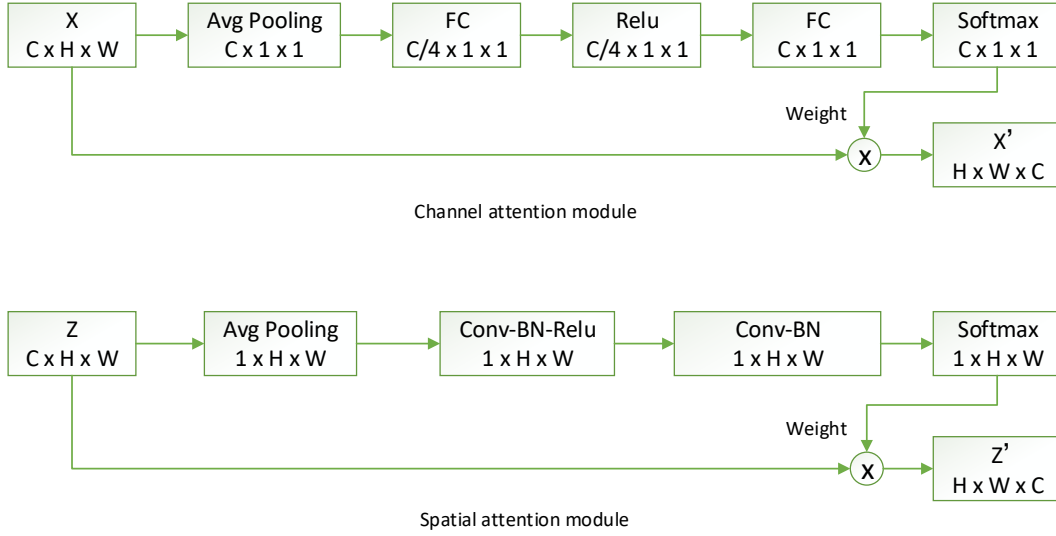 X
C x H x W
Avg Pooling
C x 1 x 1
FC
C/4 x 1 x 1
Relu
C/4 x 1 x 1
FC
C x 1 x 1
Softmax
C x 1 x 1
Weight
x
X’
H x W x C
Channel attention module
Z
C x H x W
Avg Pooling
1 x H x W
Conv-BN-Relu
1 x H x W
Conv-BN
1 x H x W
Softmax
1 x H x W
Weight
x
Z’
H x W x C
Spatial attention module